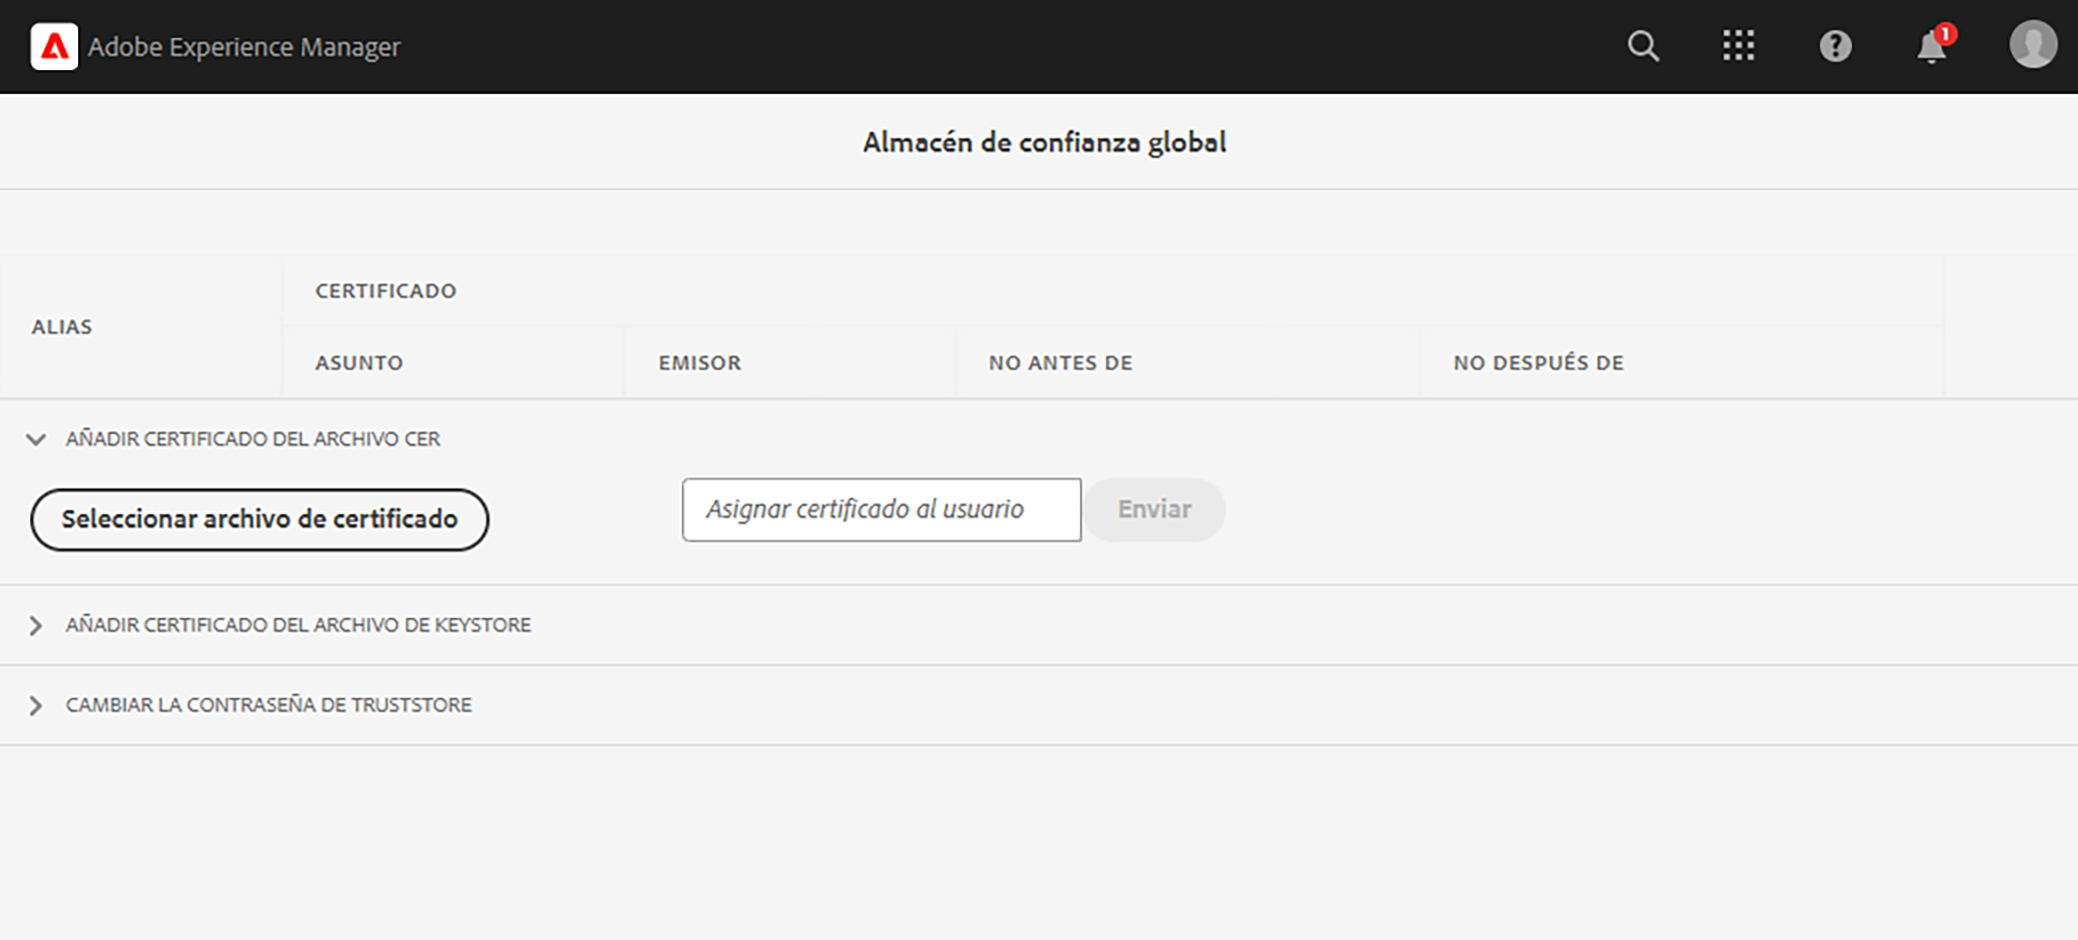 Adobe Experience Manager
1
Almacén de confianza global
ALIAS
CERTIFICADO
ASUNTO
EMISOR
NO ANTES DE
NO DESPUÉS DE
AÑADIR CERTIFICADO DEL ARCHIVO CER
Seleccionar archivo de certificado
Asignar certificado al usuario
Enviar
AÑADIR CERTIFICADO DEL ARCHIVO DE KEYSTORE
CAMBIAR LA CONTRASEÑA DE TRUSTSTORE